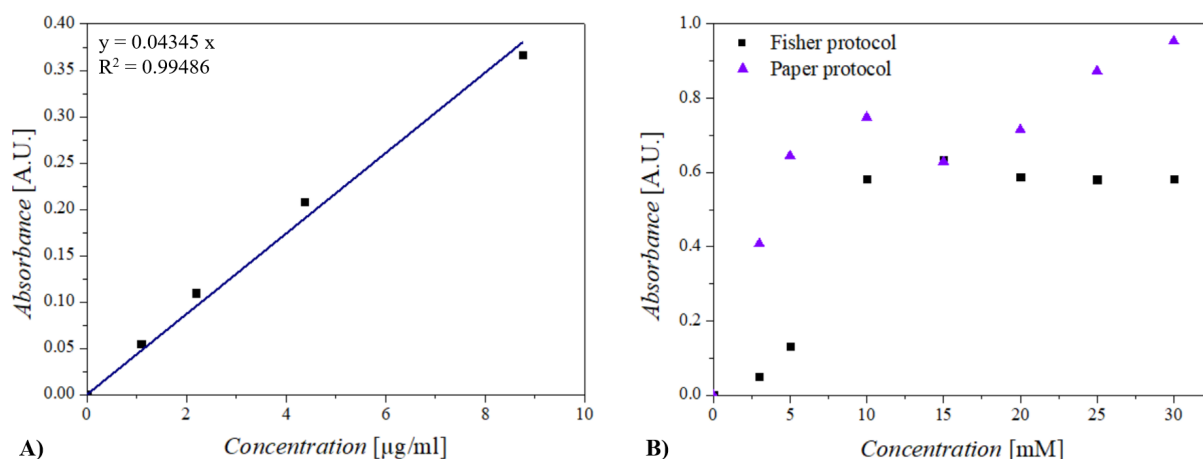 y = 0.04345 x
R² = 0.99486
0.40
0.35
0.30
0.25
0.20
0.15
0.10
0.05
0.00
Absorbance [A.U.]
0 2 4 6 8 10
A) Concentration [µg/ml]
Fisher protocol
Paper protocol
1.0
0.8
0.6
0.4
0.2
0.0
Absorbance [A.U.]
0 5 10 15 20 25 30
B) Concentration [mM]